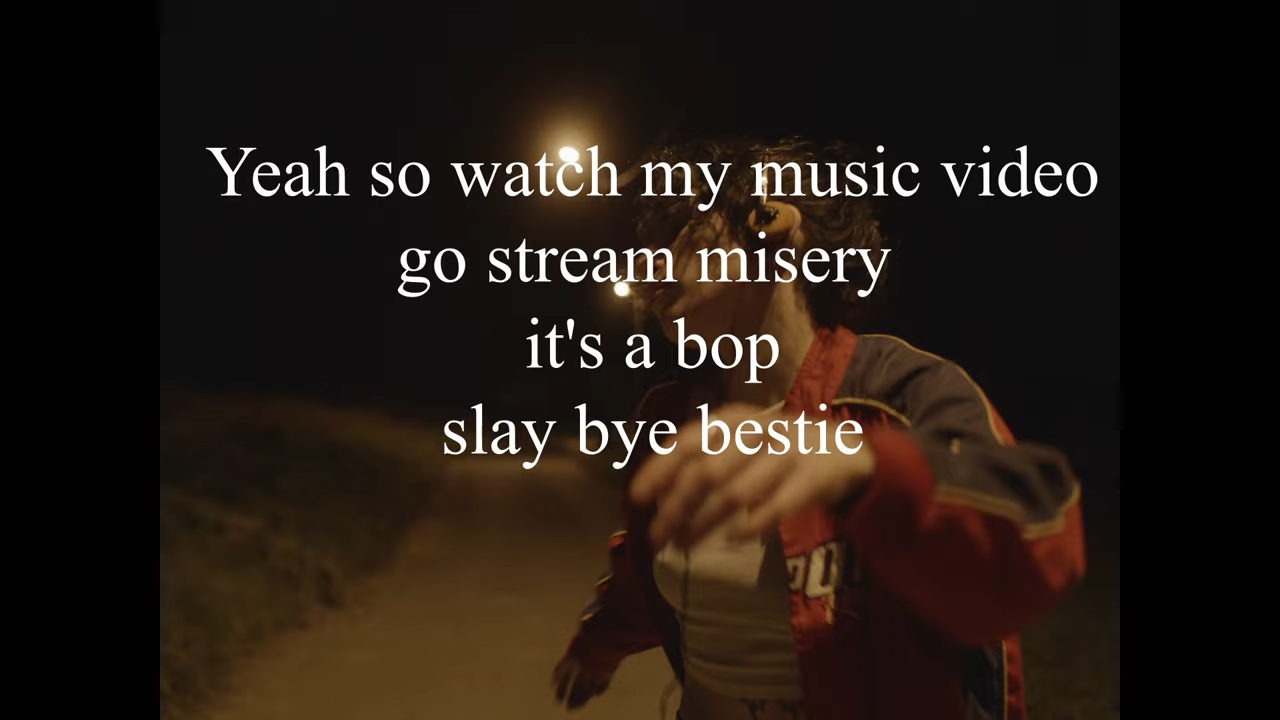 Yeah so watch my music video
go stream misery
it's a bop
slay bye bestie